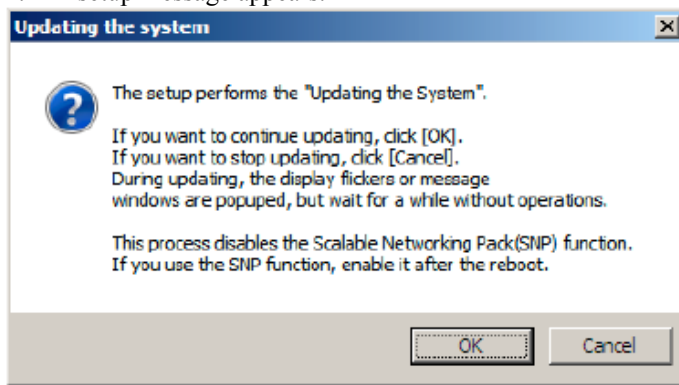 setup message appears.
Updating the system
The setup performs the "Updating the System".
If you want to continue updating, click [OK].
If you want to stop updating, click [Cancel].
During updating, the display flickers or message
windows are popuped, but wait for a while without operations.
This process disables the Scalable Networking Pack(SNP) function.
If you use the SNP function, enable it after the reboot.
OK
Cancel